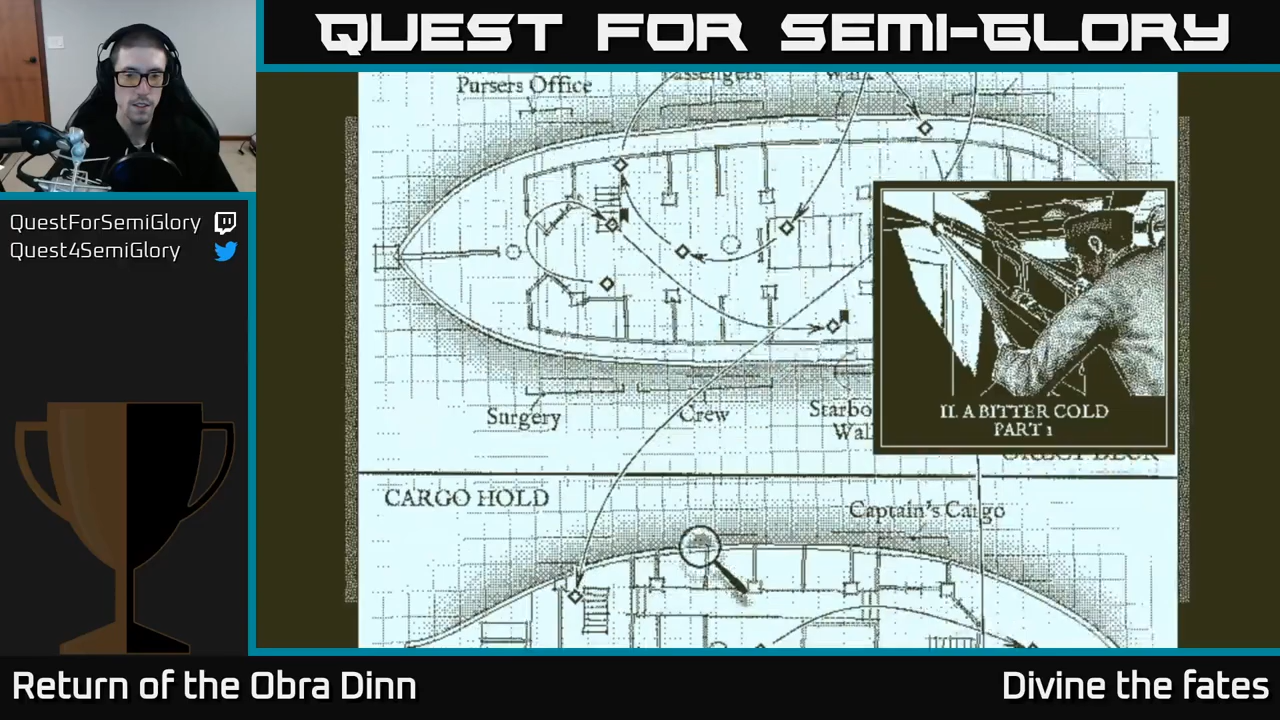 QUEST FOR SEMI-GLORY
QuestForSemiGlory
Quest4SemiGlory
Pursers Office
Passengers
Walk
Surgery
Crew
II. A BITTER COLD
PART 1
CARGO HOLD
Captain's Cargo
Return of the Obra Dinn
Divine the fates